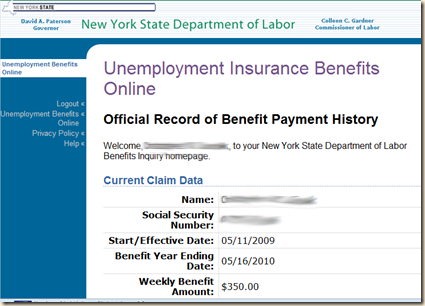 NEW YORK STATE
David A. Paterson
Governor
New York State Department of Labor
Colleen C. Gardner
Commissioner of Labor
Unemployment Benefits
Online
Logout «
Unemployment Benefits «
Online
Privacy Policy «
Help «
Unemployment Insurance Benefits
Online
Official Record of Benefit Payment History
Welcome, , to your New York State Department of Labor
Benefits Inquiry homepage.
Current Claim Data
Name:
Social Security
Number:
Start/Effective Date: 05/11/2009
Benefit Year Ending
Date: 05/16/2010
Weekly Benefit
Amount: $350.00